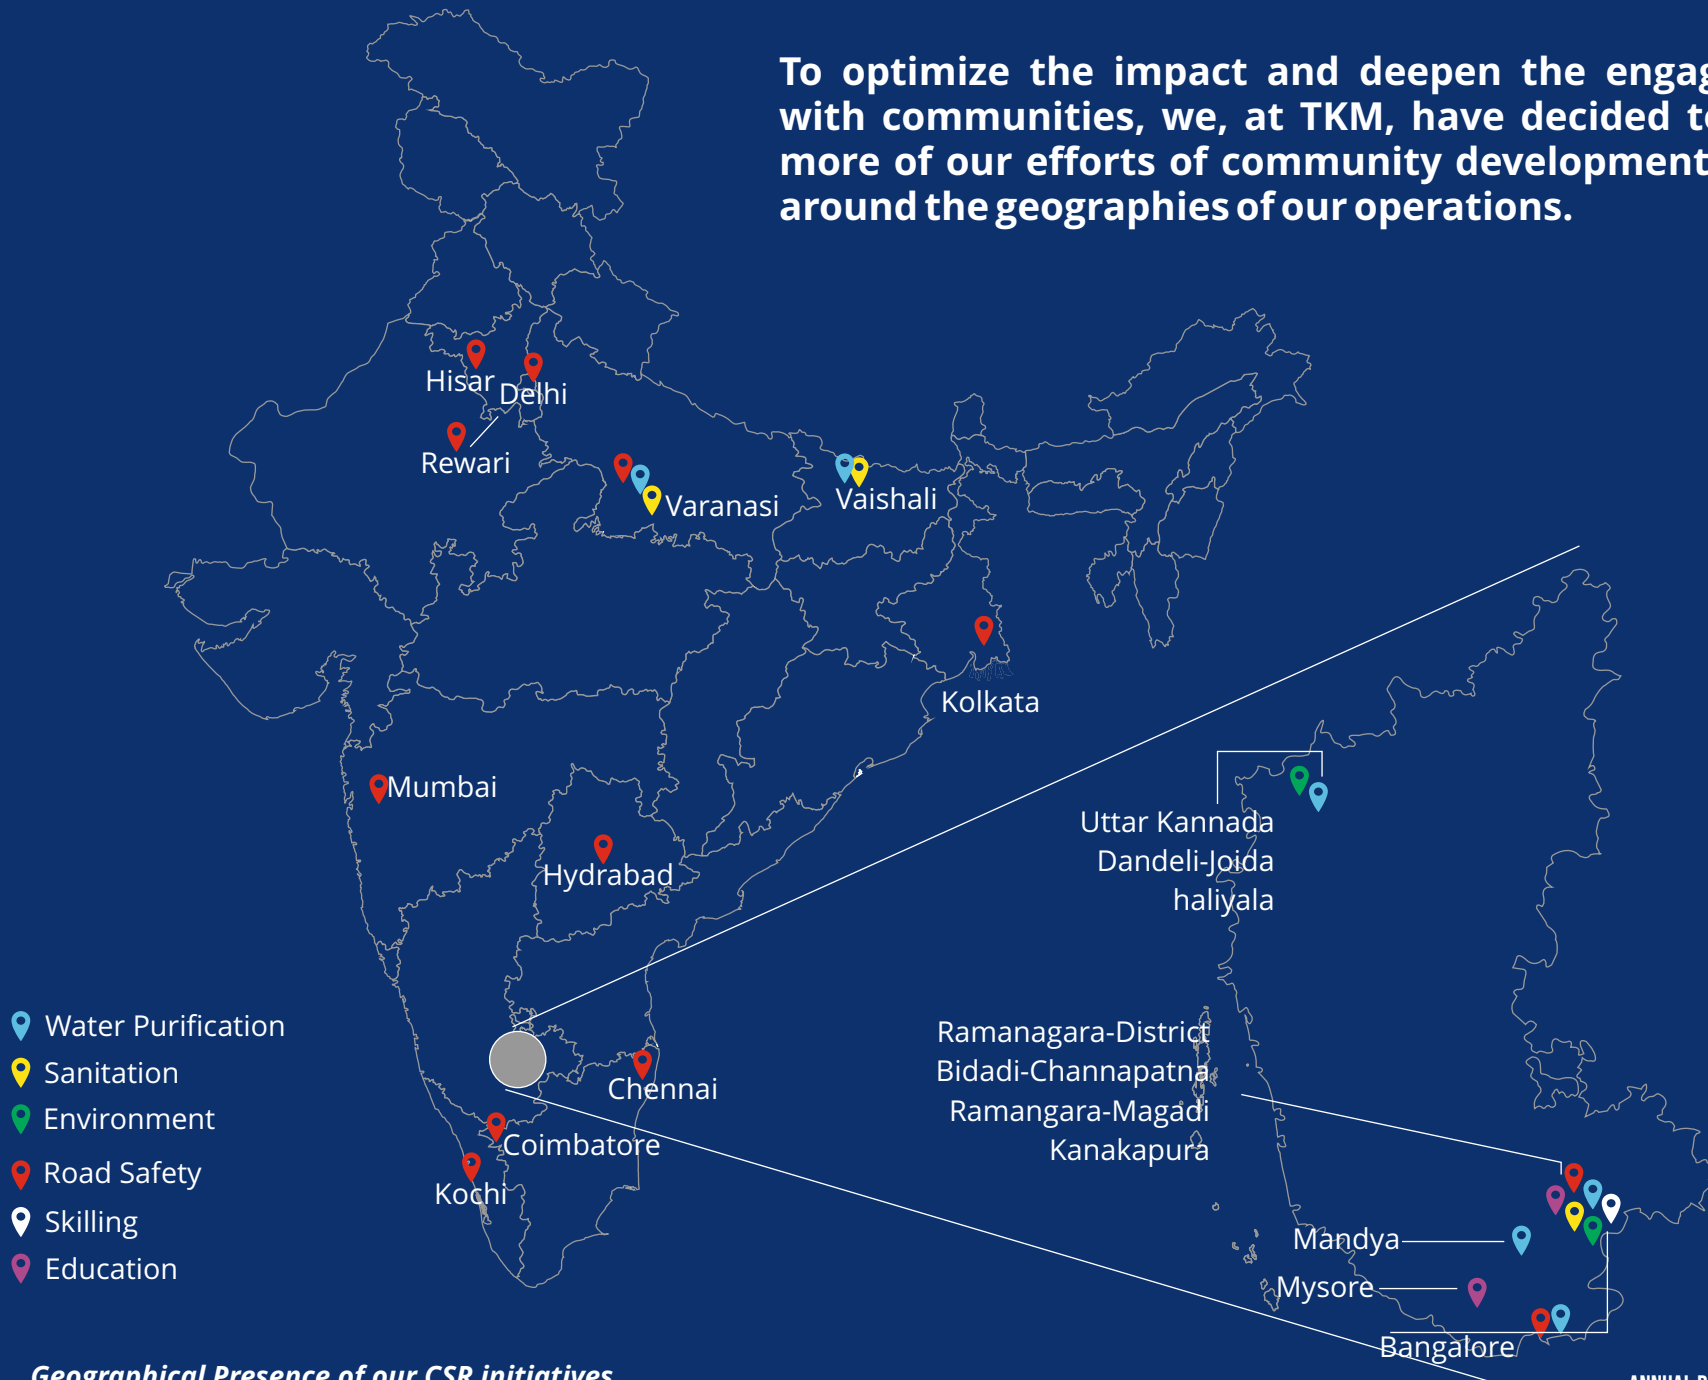 To optimize the impact and deepen the engag
with communities, we, at TKM, have decided
more of our efforts of community development
around the geographies of our operations.
Hisar
Delhi
Rewari
Varanasi
Vaishali
Kolkata
Mumbai
Hydrabad
Chennai
Coimbatore
Kochi
Uttar Kannada
Dandeli-Joida
haliyala
Ramanagara-District
Bidadi-Channapatna
Ramangara-Magadi
Kanakapura
Mandya
Mysore
Bangalore
Water Purification
Sanitation
Environment
Road Safety
Skilling
Education
Geographical Presence of our CSR initiatives
ANNUAL